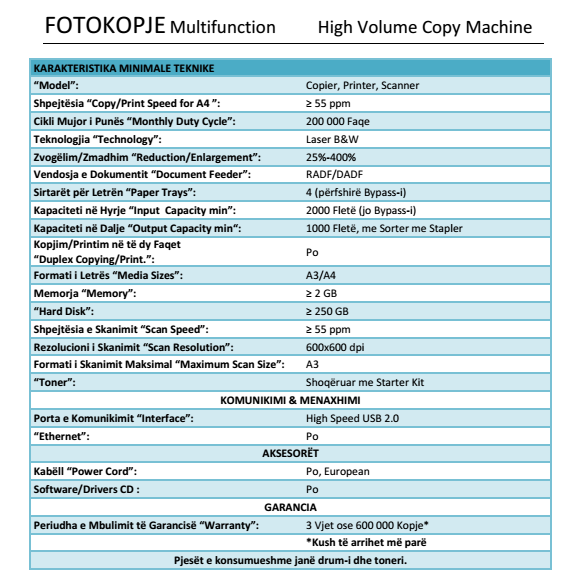 FOTOKOPJE Multifunction High Volume Copy Machine
KARAKTERISTIKA MINIMALE TEKNIKE
“Model”: Copier, Printer, Scanner
Shpejtësia “Copy/Print Speed for A4 ”: ≥ 55 ppm
Cikli Mujor i Punës “Monthly Duty Cycle”: 200 000 Faqe
Teknologjia “Technology”: Laser B&W
Zvogëlim/Zmadhim “Reduction/Enlargement”: 25%-400%
Vendosja e Dokumentit “Document Feeder”: RADF/DADF
Sirtarët për Letrën “Paper Trays”: 4 (përfshirë Bypass-i)
Kapaciteti në Hyrje “Input Capacity min”: 2000 Fletë (jo Bypass-i)
Kapaciteti në Dalje “Output Capacity min“: 1000 Fletë, me Sorter me Stapler
Kopjim/Printim në të dy Faqet
“Duplex Copying/Print.”: Po
Formati i Letrës “Media Sizes”: A3/A4
Memorja “Memory”: ≥ 2 GB
“Hard Disk”: ≥ 250 GB
Shpejtësia e Skanimit “Scan Speed”: ≥ 55 ppm
Rezolucioni i Skanimit “Scan Resolution”: 600x600 dpi
Formati i Skanimit Maksimal “Maximum Scan Size”: A3
“Toner”: Shoqëruar me Starter Kit
KOMUNIKIMI & MENAXHIMI
Porta e Komunikimit “Interface”: High Speed USB 2.0
“Ethernet”: Po
AKSESORËT
Kabëll “Power Cord”: Po, European
Software/Drivers CD : Po
GARANCIA
Periudha e Mbulimit të Garancisë “Warranty”: 3 Vjet ose 600 000 Kopje*
*Kush të arrihet më parë
Pjesët e konsumueshme janë drum-i dhe toneri.